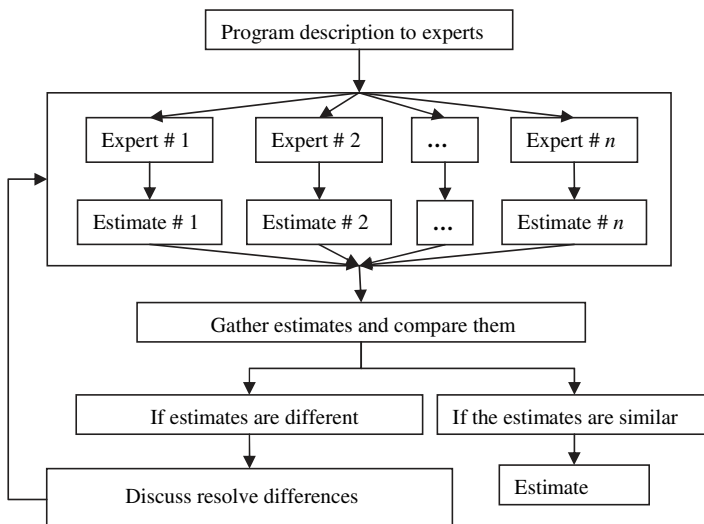 Program description to experts
Expert # 1
Expert # 2
...
Expert # n
Estimate # 1
Estimate # 2
...
Estimate # n
Gather estimates and compare them
If estimates are different
If the estimates are similar
Discuss resolve differences
Estimate